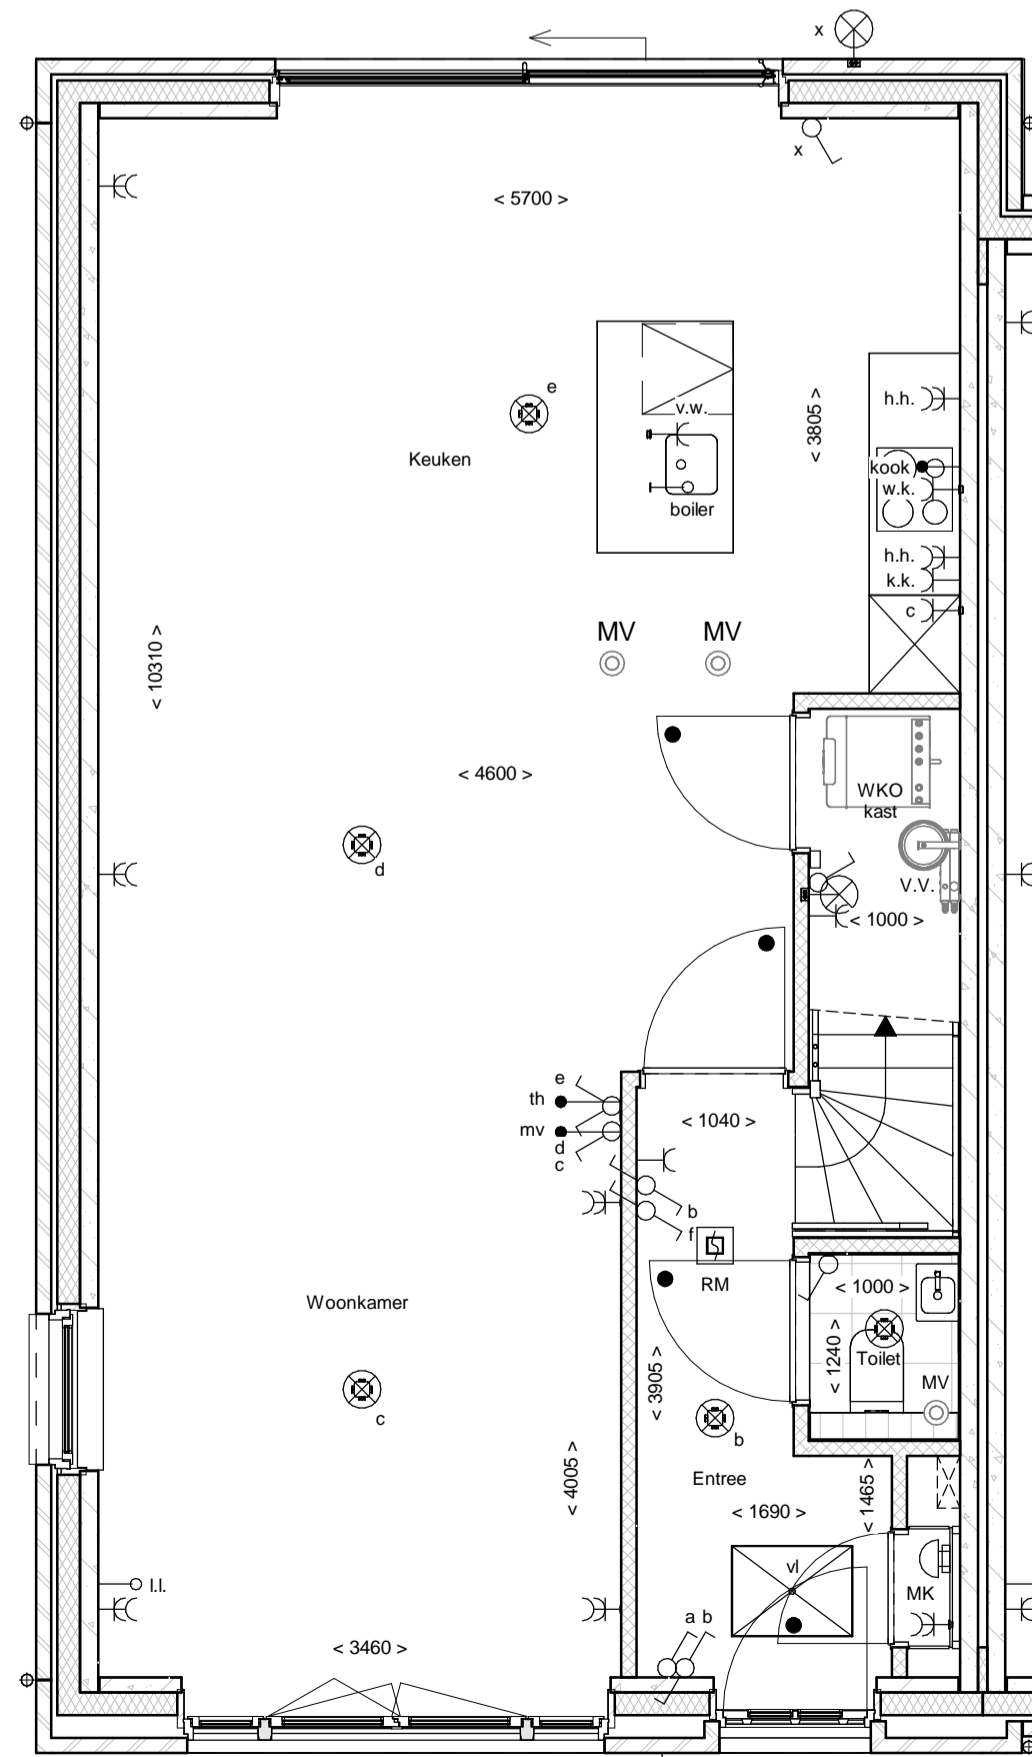 x
x
< 5700 >
e
Keuken
< 3805 >
h.h.
v.w.
kook
w.k.
boiler
h.h.
k.k.
c
MV
MV
< 10310 >
< 4600 >
WKO
kast
d
V.V.
< 1000 >
e
th
mv
d
c
< 1040 >
b
f
RM
< 1000 >
Woonkamer
< 1240 >
Toilet
< 3905 >
MV
c
b
Entree
< 4005 >
< 1465 >
< 1690 >
vl
l.l.
MK
a b
< 3460 >